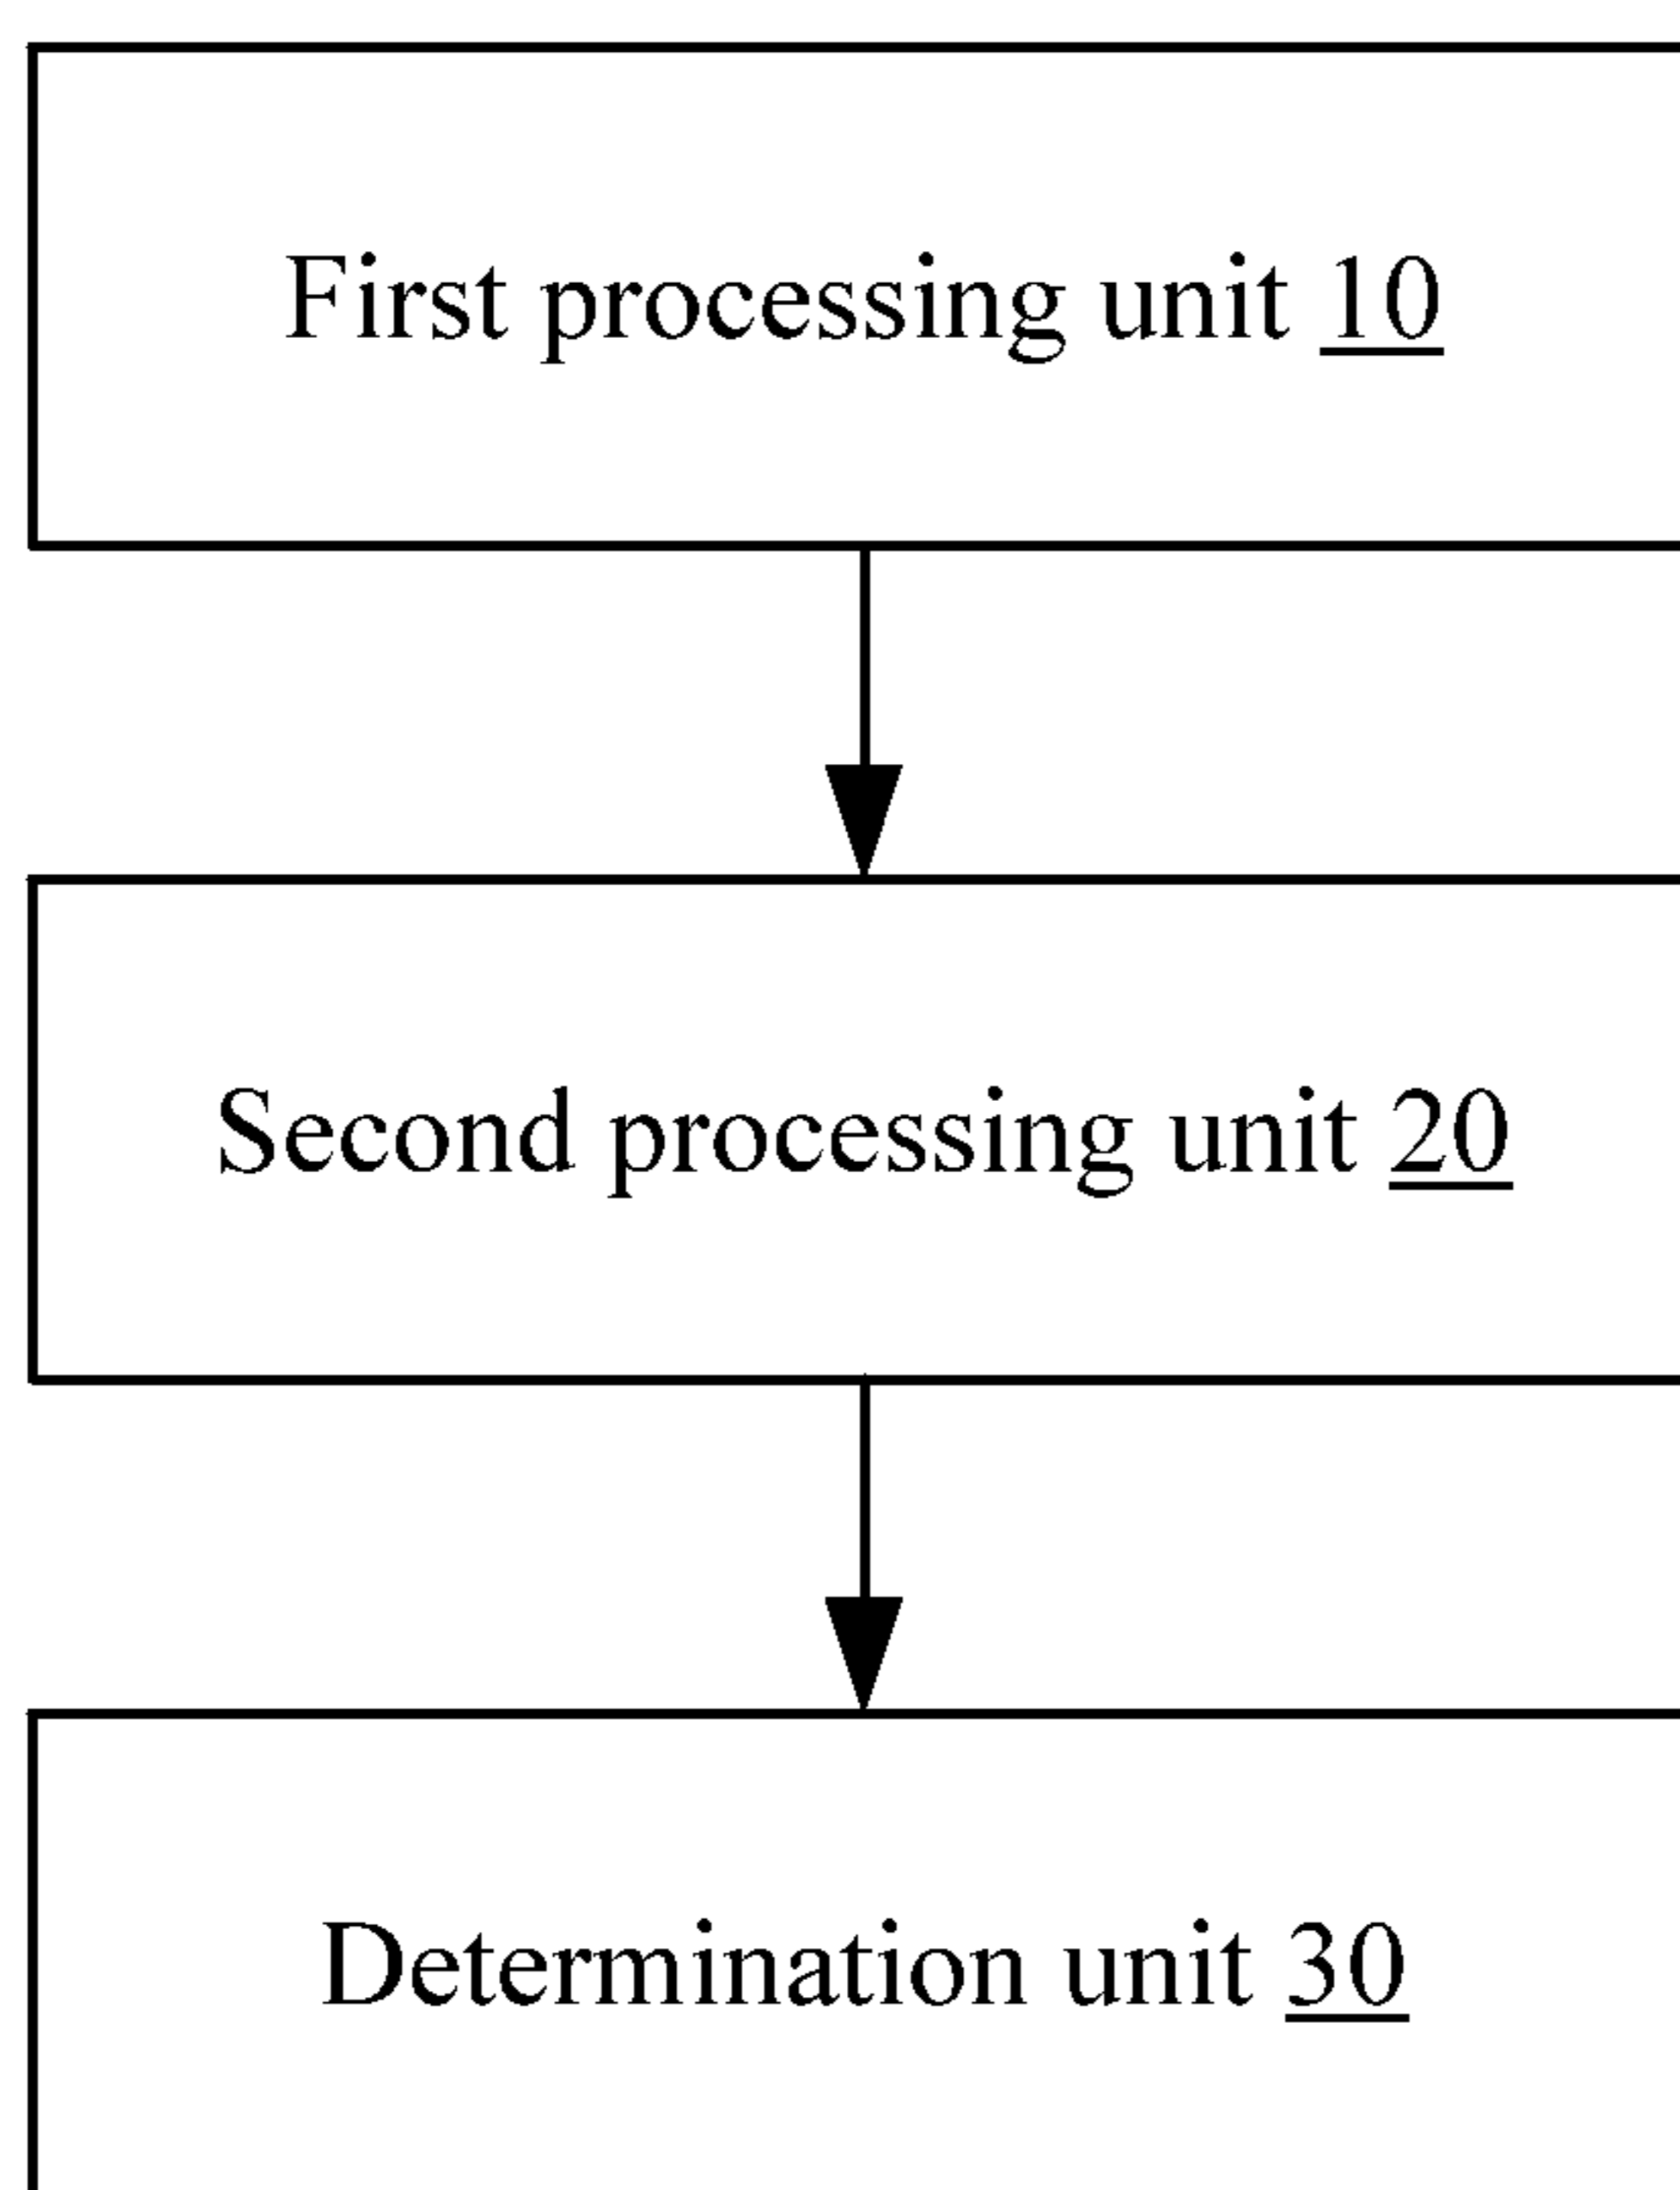 First processing unit 10
Second processing unit 20
Determination unit 30